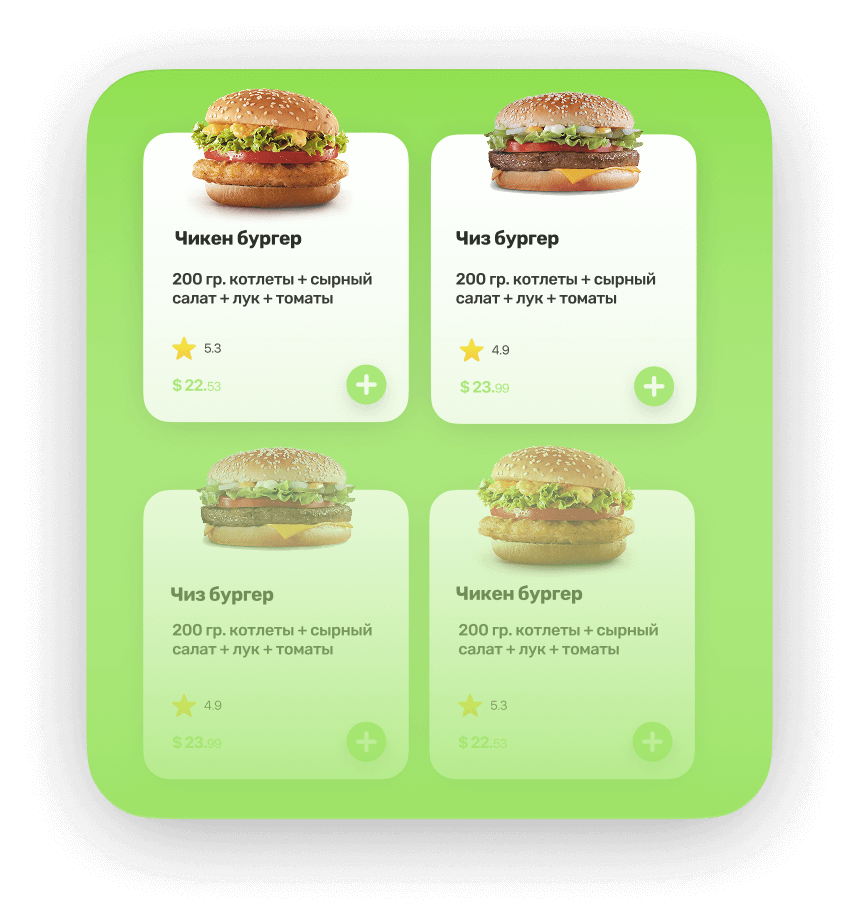 Чикен бургер
200 гр. котлеты + сырный
салат + лук + томаты
5.3
$ 22.53
Чиз бургер
200 гр. котлеты + сырный
салат + лук + томаты
4.9
$ 23.99
Чиз бургер
200 гр. котлеты + сырный
салат + лук + томаты
4.9
$ 23.99
Чикен бургер
200 гр. котлеты + сырный
салат + лук + томаты
5.3
$ 22.53